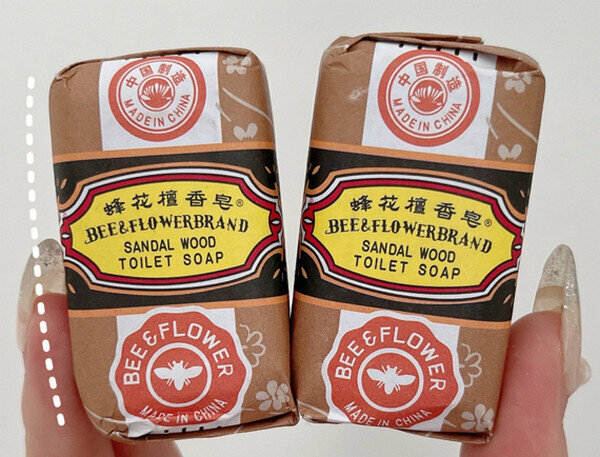 中国制造
MADE IN CHINA
蜂花檀香皂®
BEE&FLOWERBRAND
SANDAL WOOD
TOILET SOAP
BEE&FLOWER
MADE IN CHINA
中国制造
MADE IN CHINA
蜂花檀香皂®
BEE&FLOWERBRAND
SANDAL WOOD
TOILET SOAP
BEE&FLOWER
MADE IN CHINA